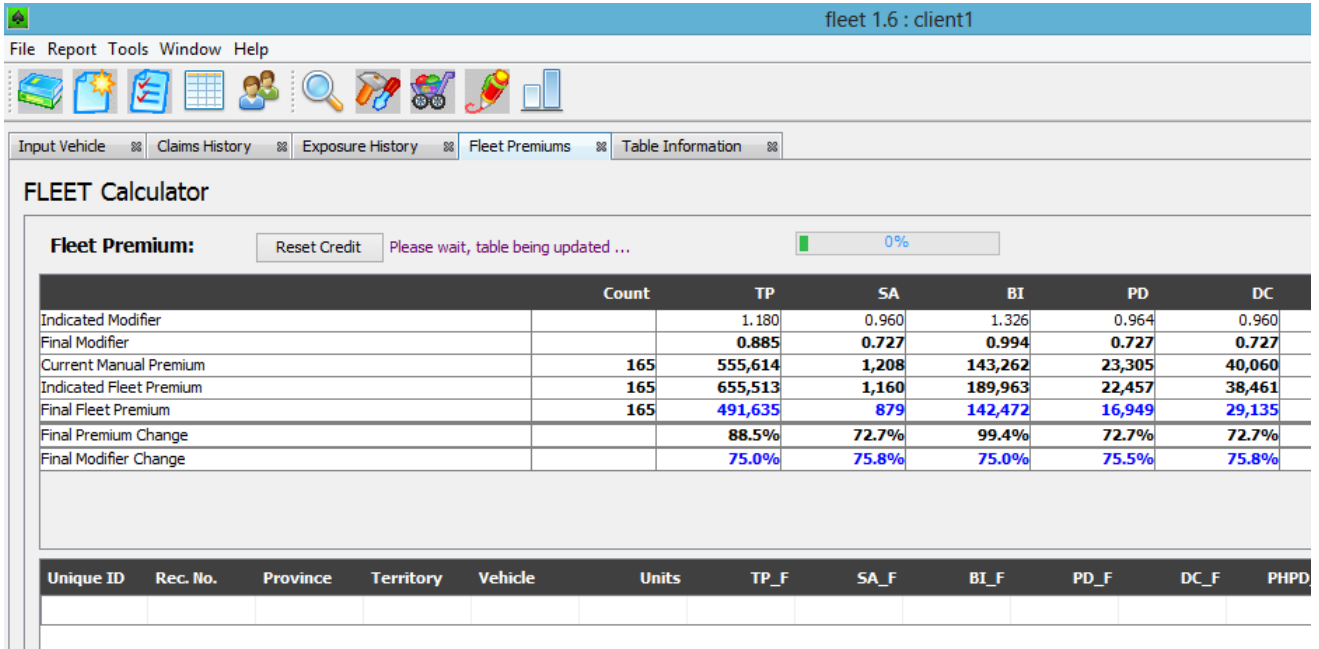 fleet 1.6 : client1
File Report Tools Window Help
Input Vehicle Claims History Exposure History Fleet Premiums Table Information
FLEET Calculator
Fleet Premium: Reset Credit Please wait, table being updated ... 0%
Count TP SA BI PD DC
Indicated Modifier 1.180 0.960 1.326 0.964 0.960
Final Modifier 0.885 0.727 0.994 0.727 0.727
Current Manual Premium 165 555,614 1,208 143,262 23,305 40,060
Indicated Fleet Premium 165 655,513 1,160 189,963 22,457 38,461
Final Fleet Premium 165 491,635 879 142,472 16,949 29,135
Final Premium Change 88.5% 72.7% 99.4% 72.7% 72.7%
Final Modifier Change 75.0% 75.8% 75.0% 75.5% 75.8%
Unique ID Rec. No. Province Territory Vehicle Units TP_F SA_F BI_F PD_F DC_F PHPD_